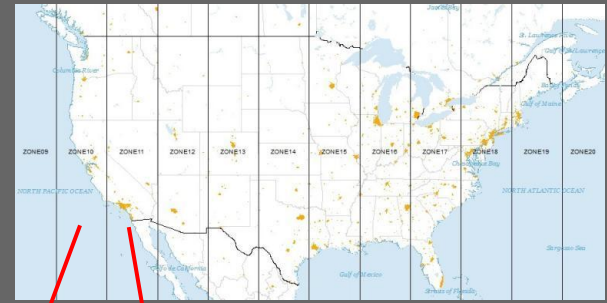 St. Lawrence River
Gulf of St Lawrence
Columbia River
Gulf of Maine
ZONE09 ZONE10 ZONE11 ZONE12 ZONE13 ZONE14 ZONE15 ZONE16 ZONE17 ZONE18 ZONE19 ZONE20
Chesapeake Bay
NORTH PACIFIC OCEAN
NORTH ATLANTIC OCEAN
Sargasso Sea
Golfo de California
Gulf of Mexico
Straits of Florida